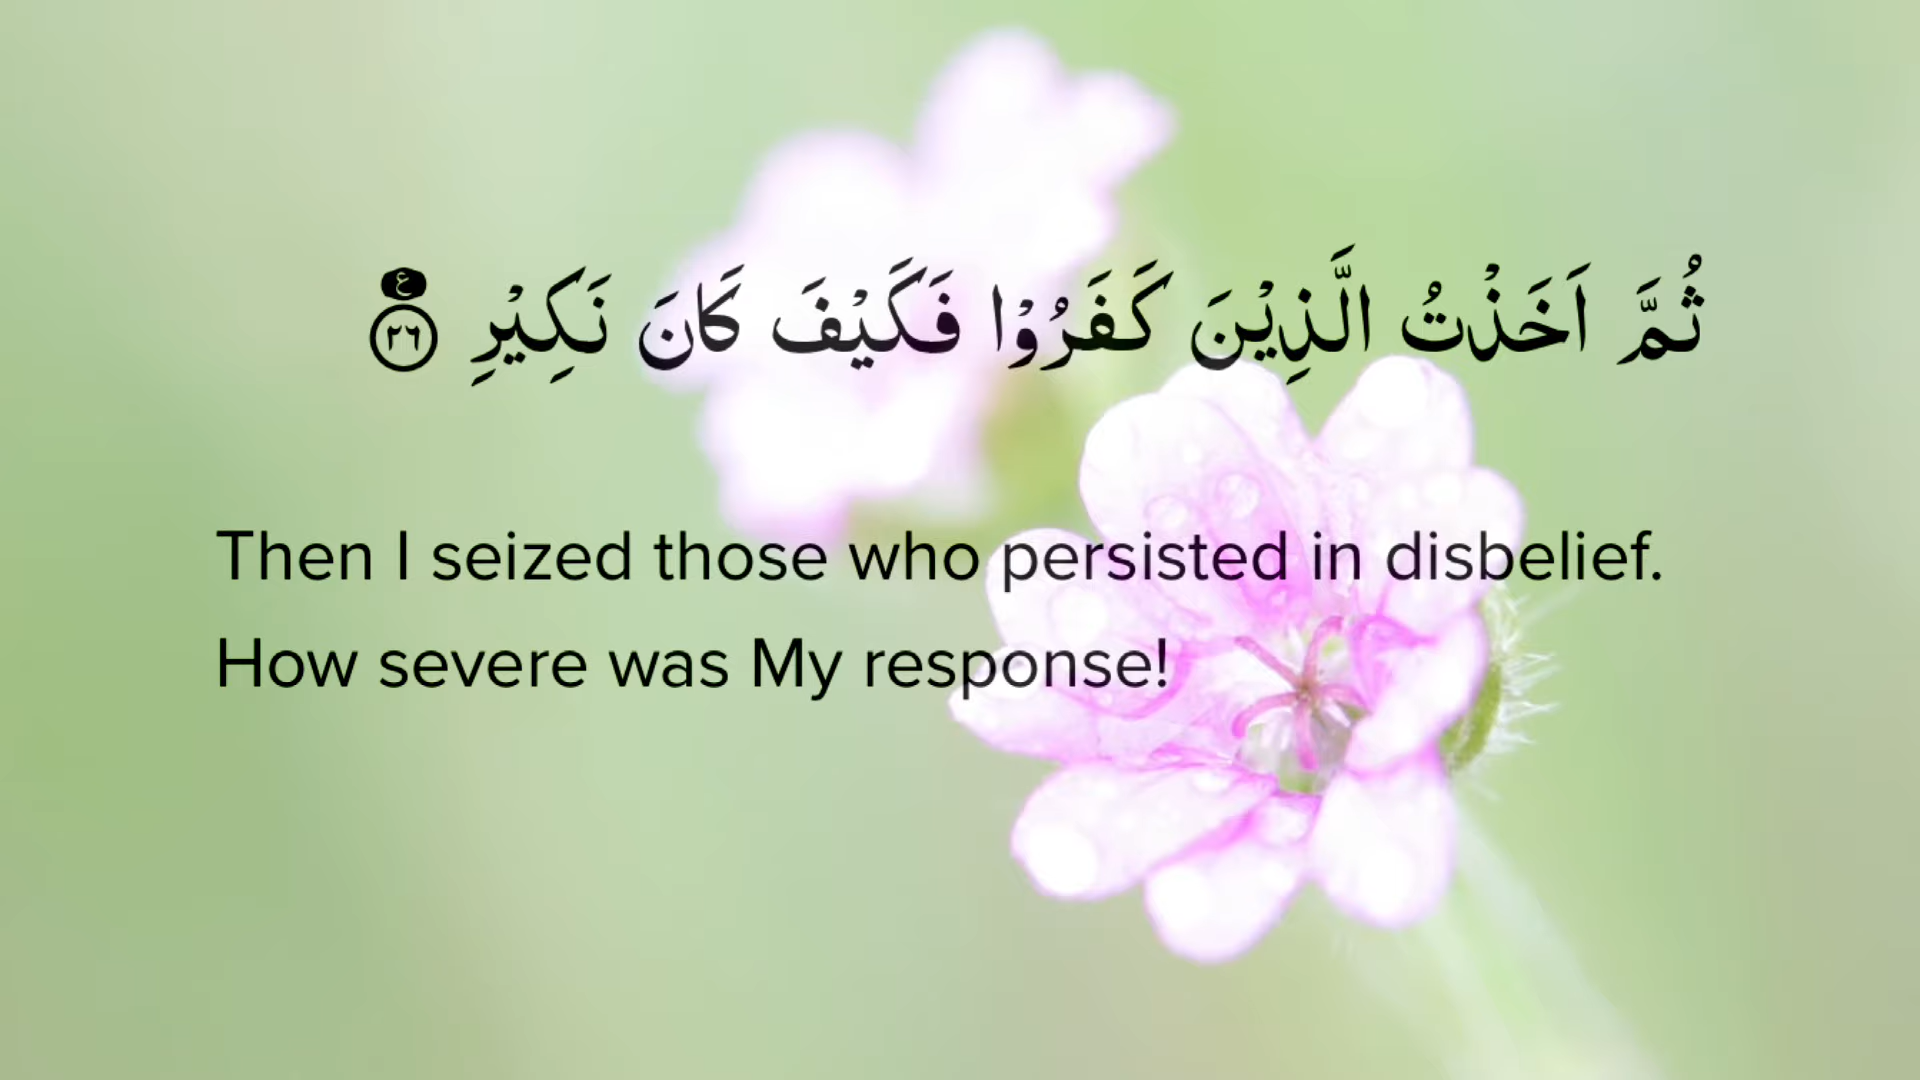 ثُمَّ اَخَذْتُ الَّذِيْنَ كَفَرُوْا فَكَيْفَ كَانَ نَكِيْرِ ع ٢٦
Then I seized those who persisted in disbelief.
How severe was My response!